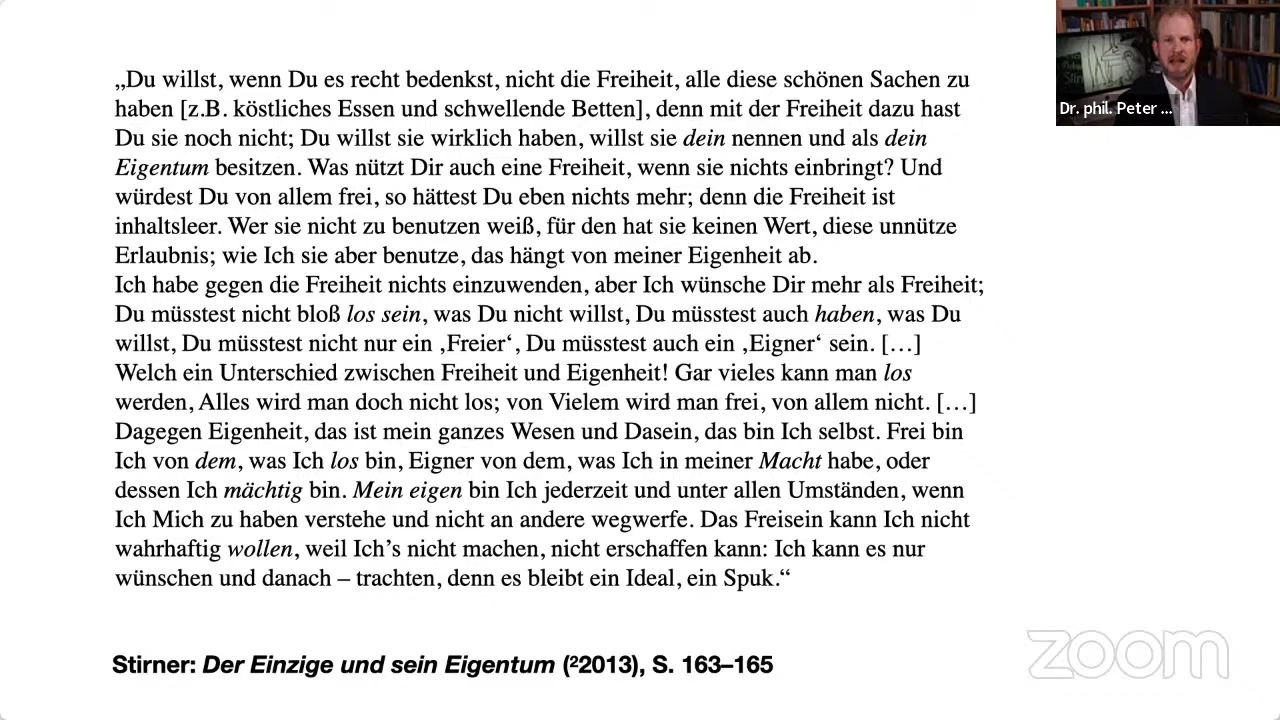 „Du willst, wenn Du es recht bedenkst, nicht die Freiheit, alle diese schönen Sachen zu
haben [z.B. köstliches Essen und schwellende Betten], denn mit der Freiheit dazu hast
Du sie noch nicht; Du willst sie wirklich haben, willst sie dein nennen und als dein
Eigentum besitzen. Was nützt Dir auch eine Freiheit, wenn sie nichts einbringt? Und
würdest Du von allem frei, so hättest Du eben nichts mehr; denn die Freiheit ist
inhaltsleer. Wer sie nicht zu benutzen weiß, für den hat sie keinen Wert, diese unnütze
Erlaubnis; wie Ich sie aber benutze, das hängt von meiner Eigenheit ab.
Ich habe gegen die Freiheit nichts einzuwenden, aber Ich wünsche Dir mehr als Freiheit;
Du müsstest nicht bloß los sein, was Du nicht willst, Du müsstest auch haben, was Du
willst, Du müsstest nicht nur ein ‚Freier‘, Du müsstest auch ein ‚Eigner‘ sein. […]
Welch ein Unterschied zwischen Freiheit und Eigenheit! Gar vieles kann man los
werden, Alles wird man doch nicht los; von Vielem wird man frei, von allem nicht. […]
Dagegen Eigenheit, das ist mein ganzes Wesen und Dasein, das bin Ich selbst. Frei bin
Ich von dem, was Ich los bin, Eigner von dem, was Ich in meiner Macht habe, oder
dessen Ich mächtig bin. Mein eigen bin Ich jederzeit und unter allen Umständen, wenn
Ich Mich zu haben verstehe und nicht an andere wegwerfe. Das Freisein kann Ich nicht
wahrhaftig wollen, weil Ich’s nicht machen, nicht erschaffen kann: Ich kann es nur
wünschen und danach – trachten, denn es bleibt ein Ideal, ein Spuk.“
Stirner: Der Einzige und sein Eigentum (²2013), S. 163–165
Dr. phil. Peter ...
zoom